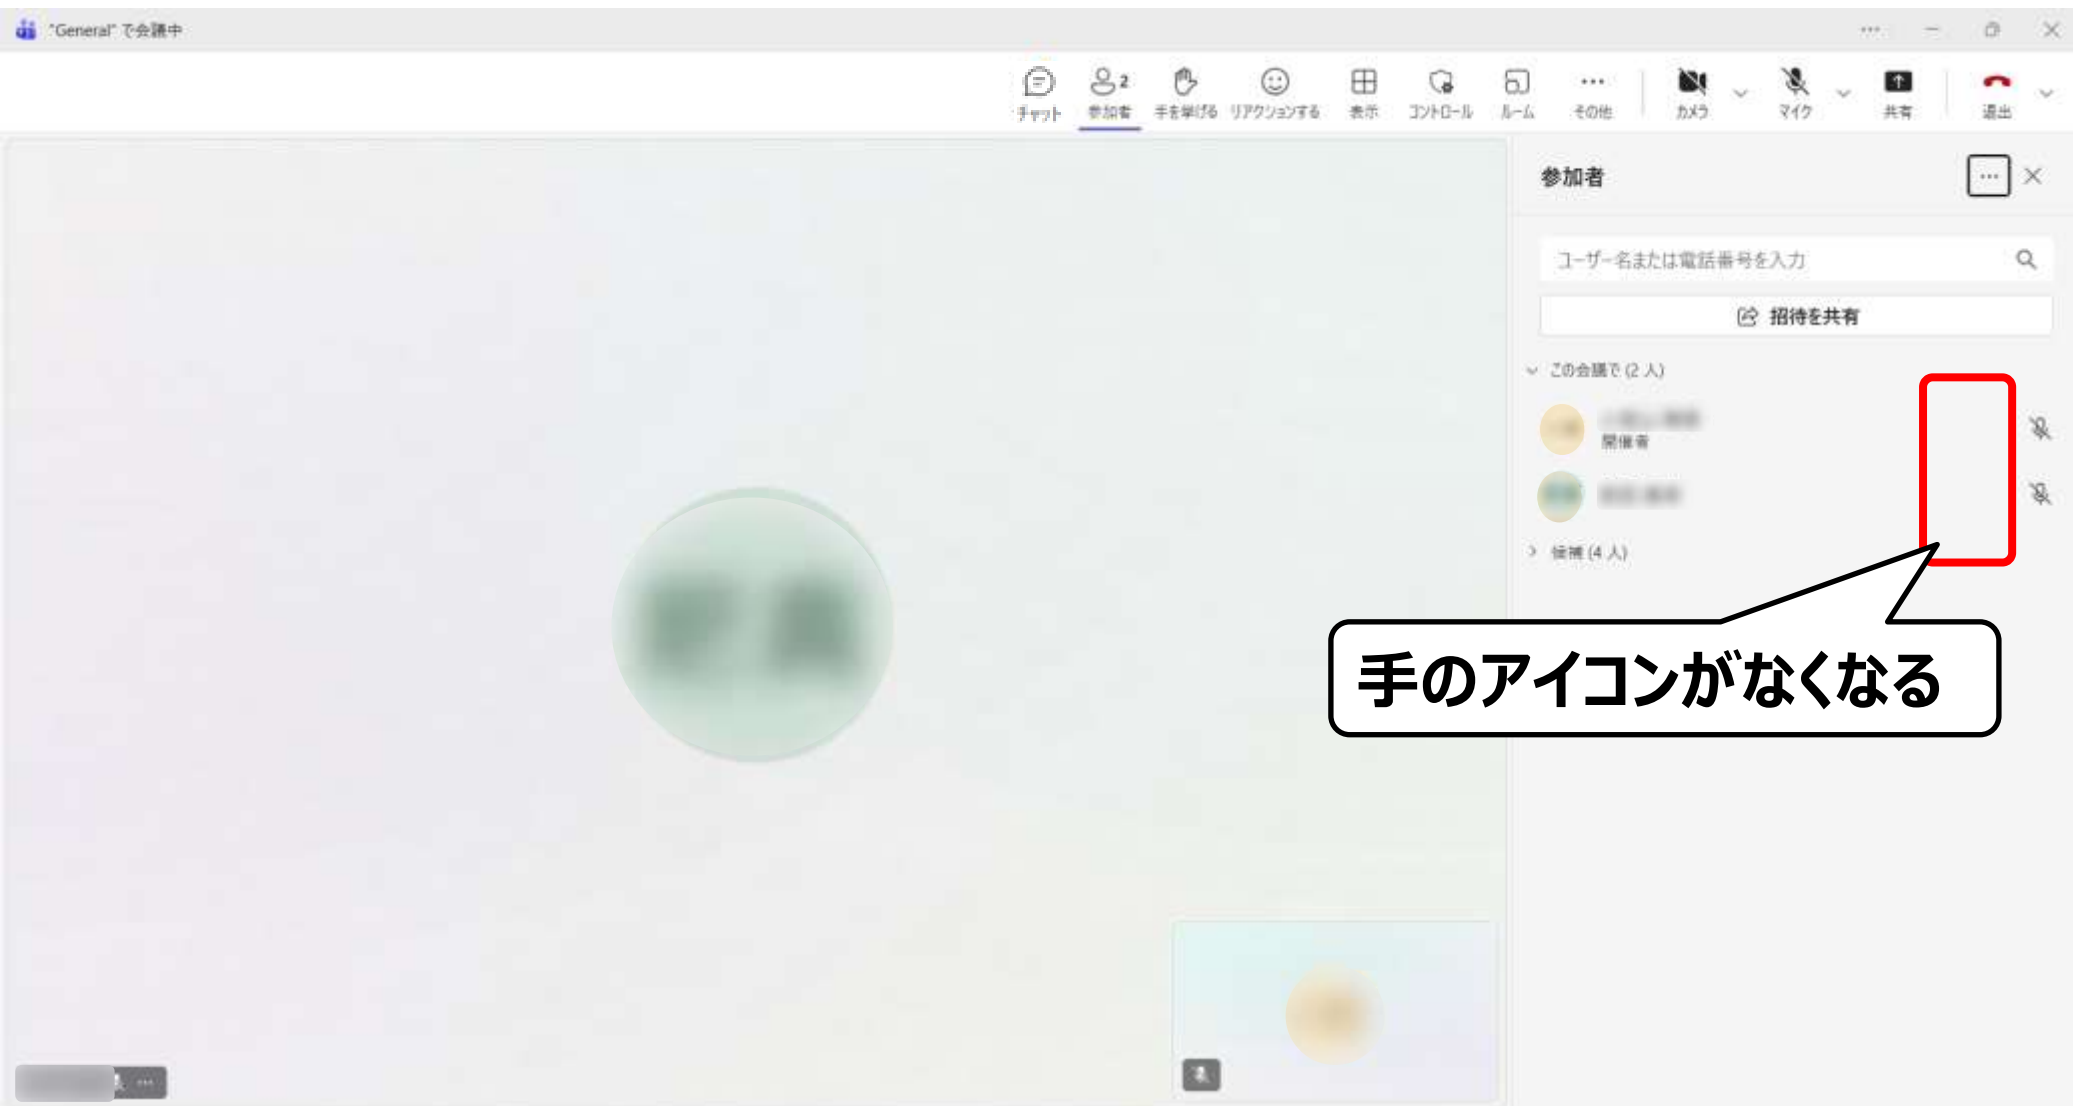 "General" で会議中
チャット
参加者 2
手を挙げる
リアクションする
表示
コントロール
ルーム
その他
カメラ
マイク
共有
退出
参加者
ユーザー名または電話番号を入力
招待を共有
この会議で (2 人)
開催者
候補 (4 人)
手のアイコンがなくなる